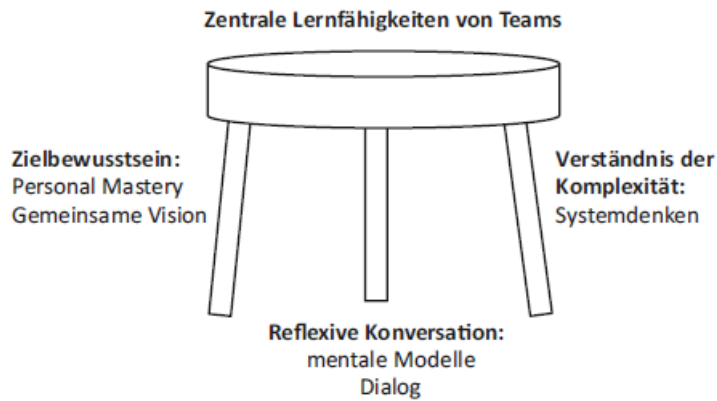 Zentrale Lernfähigkeiten von Teams
Zielbewusstsein:
Personal Mastery
Gemeinsame Vision
Verständnis der
Komplexität:
Systemdenken
Reflexive Konversation:
mentale Modelle
Dialog